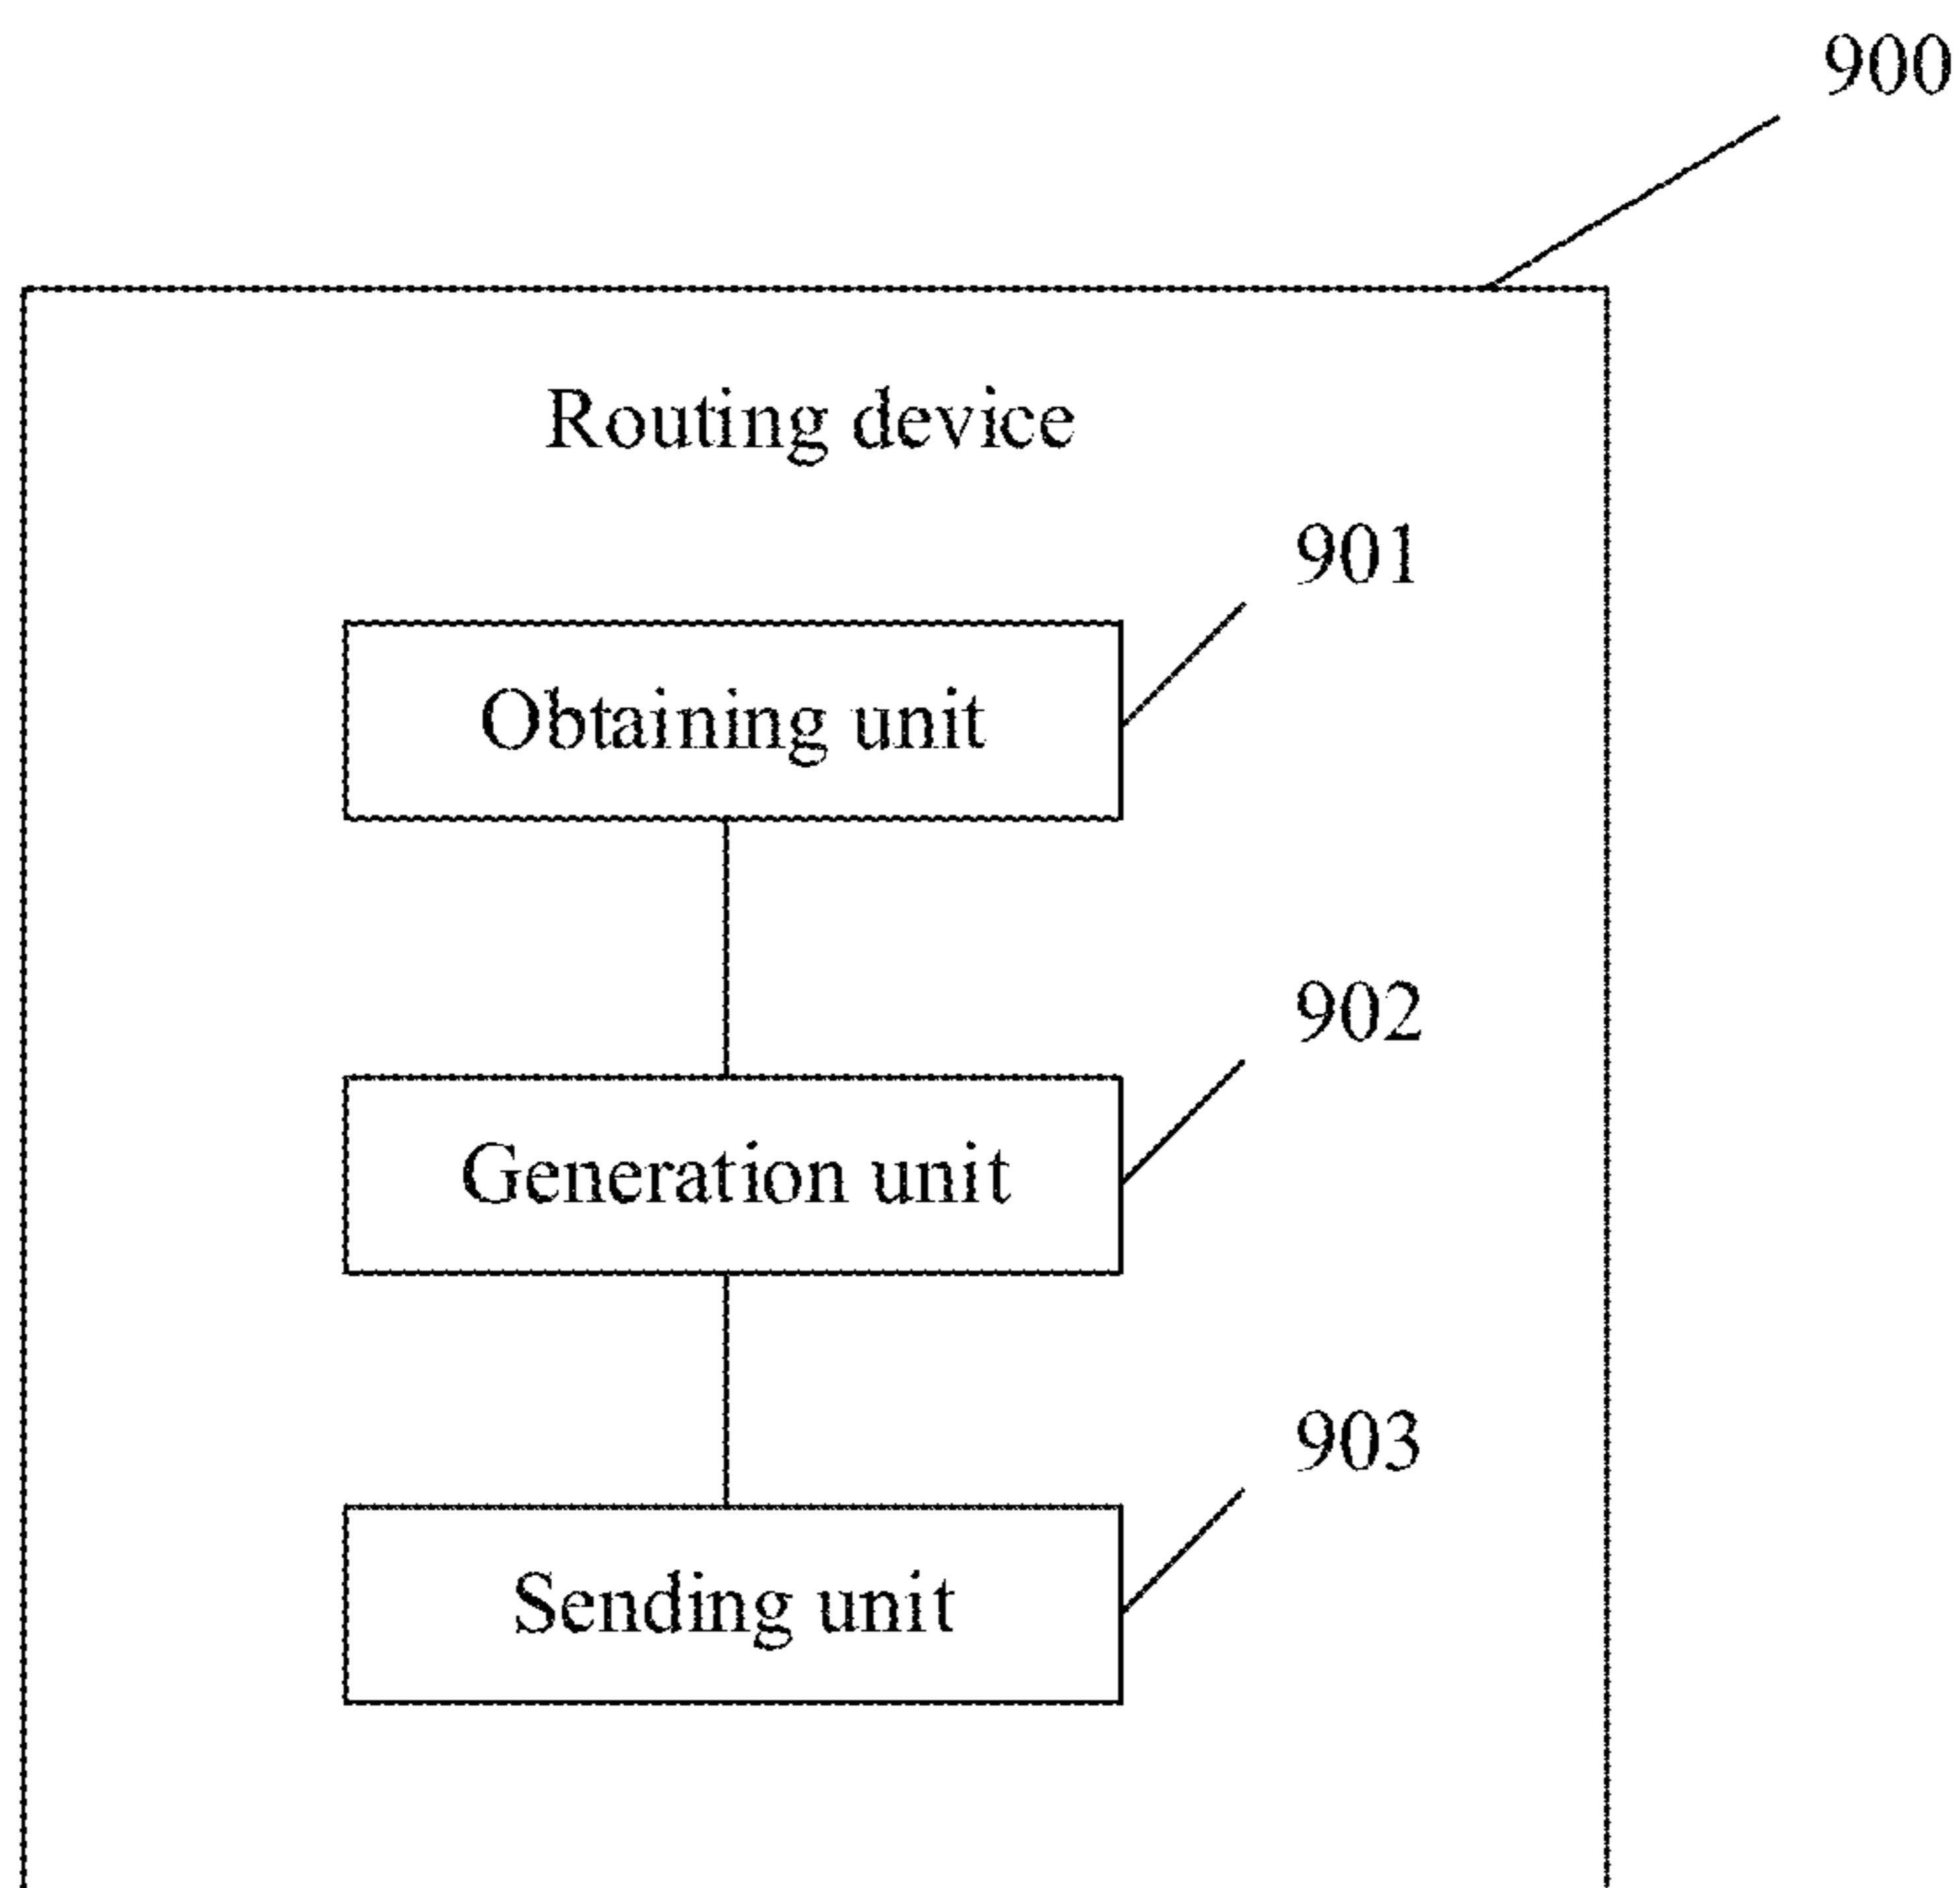 900
Routing device
901
Obtaining unit
902
Generation unit
903
Sending unit